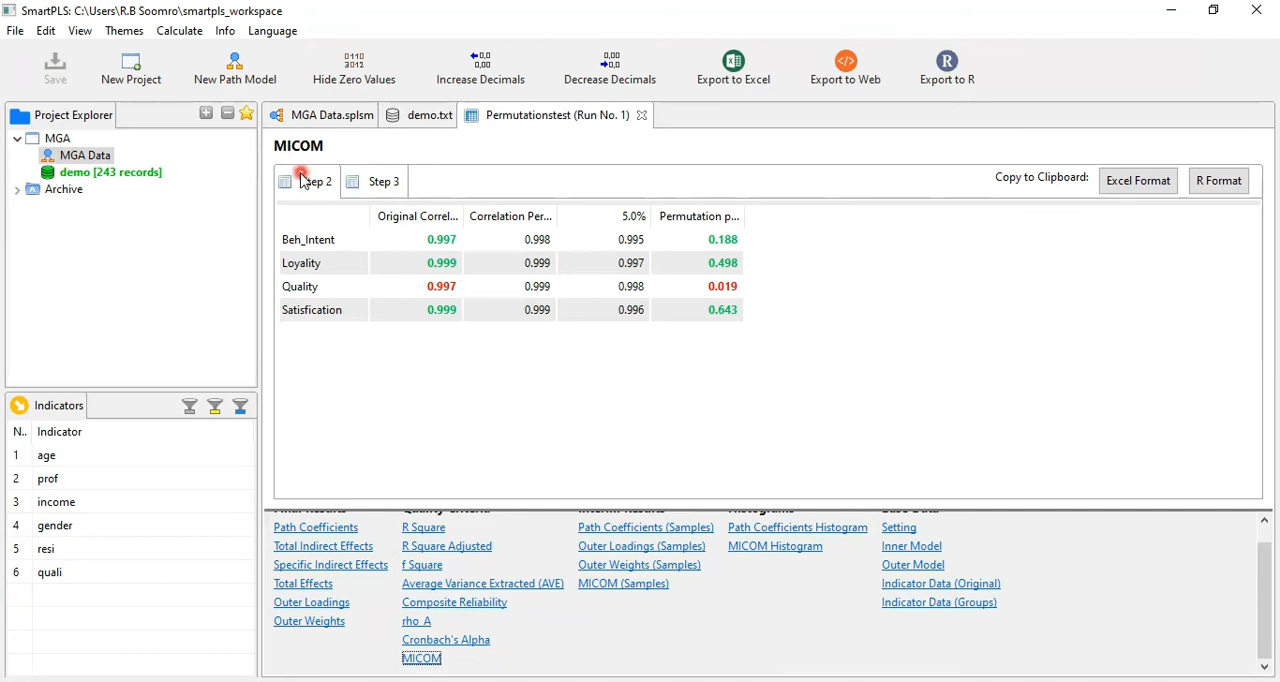 SmartPLS: C:\Users\R.B Soomro\smartpls_workspace
File Edit View Themes Calculate Info Language
Save New Project New Path Model Hide Zero Values Increase Decimals Decrease Decimals Export to Excel Export to Web Export to R
Project Explorer
MGA
MGA Data
demo [243 records]
Archive
MGA Data.splsm demo.txt Permutationstest (Run No. 1)
MICOM
2 Step 3 Copy to Clipboard: Excel Format R Format
Original Correl... Correlation Per... 5.0% Permutation p...
Beh_Intent 0.997 0.998 0.995 0.188
Loyality 0.999 0.999 0.997 0.498
Quality 0.997 0.999 0.998 0.019
Satisfaction 0.999 0.999 0.996 0.643
Indicators
N.. Indicator
1 age
2 prof
3 income
4 gender
5 resi
6 quali
Path Coefficients R Square Path Coefficients (Samples) Path Coefficients Histogram Setting
Total Indirect Effects R Square Adjusted Outer Loadings (Samples) MICOM Histogram Inner Model
Specific Indirect Effects f Square Outer Weights (Samples) Outer Model
Total Effects Average Variance Extracted (AVE) MICOM (Samples) Indicator Data (Original)
Outer Loadings Composite Reliability Indicator Data (Groups)
Outer Weights rho_A
Cronbach's Alpha
MICOM